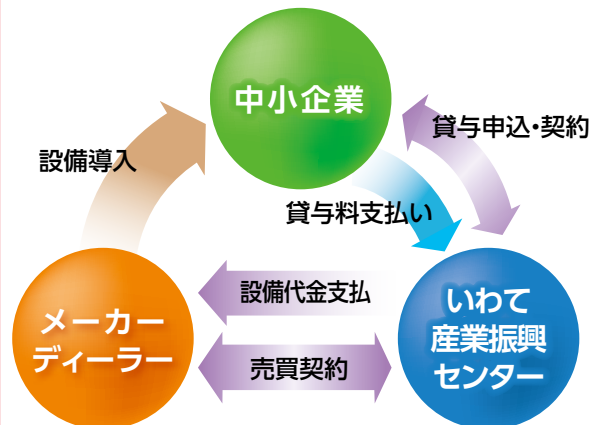 中小企業
貸与申込・契約
設備導入
貸与料支払い
設備代金支払
いわて
産業振興
センター
メーカー
ディーラー
売買契約